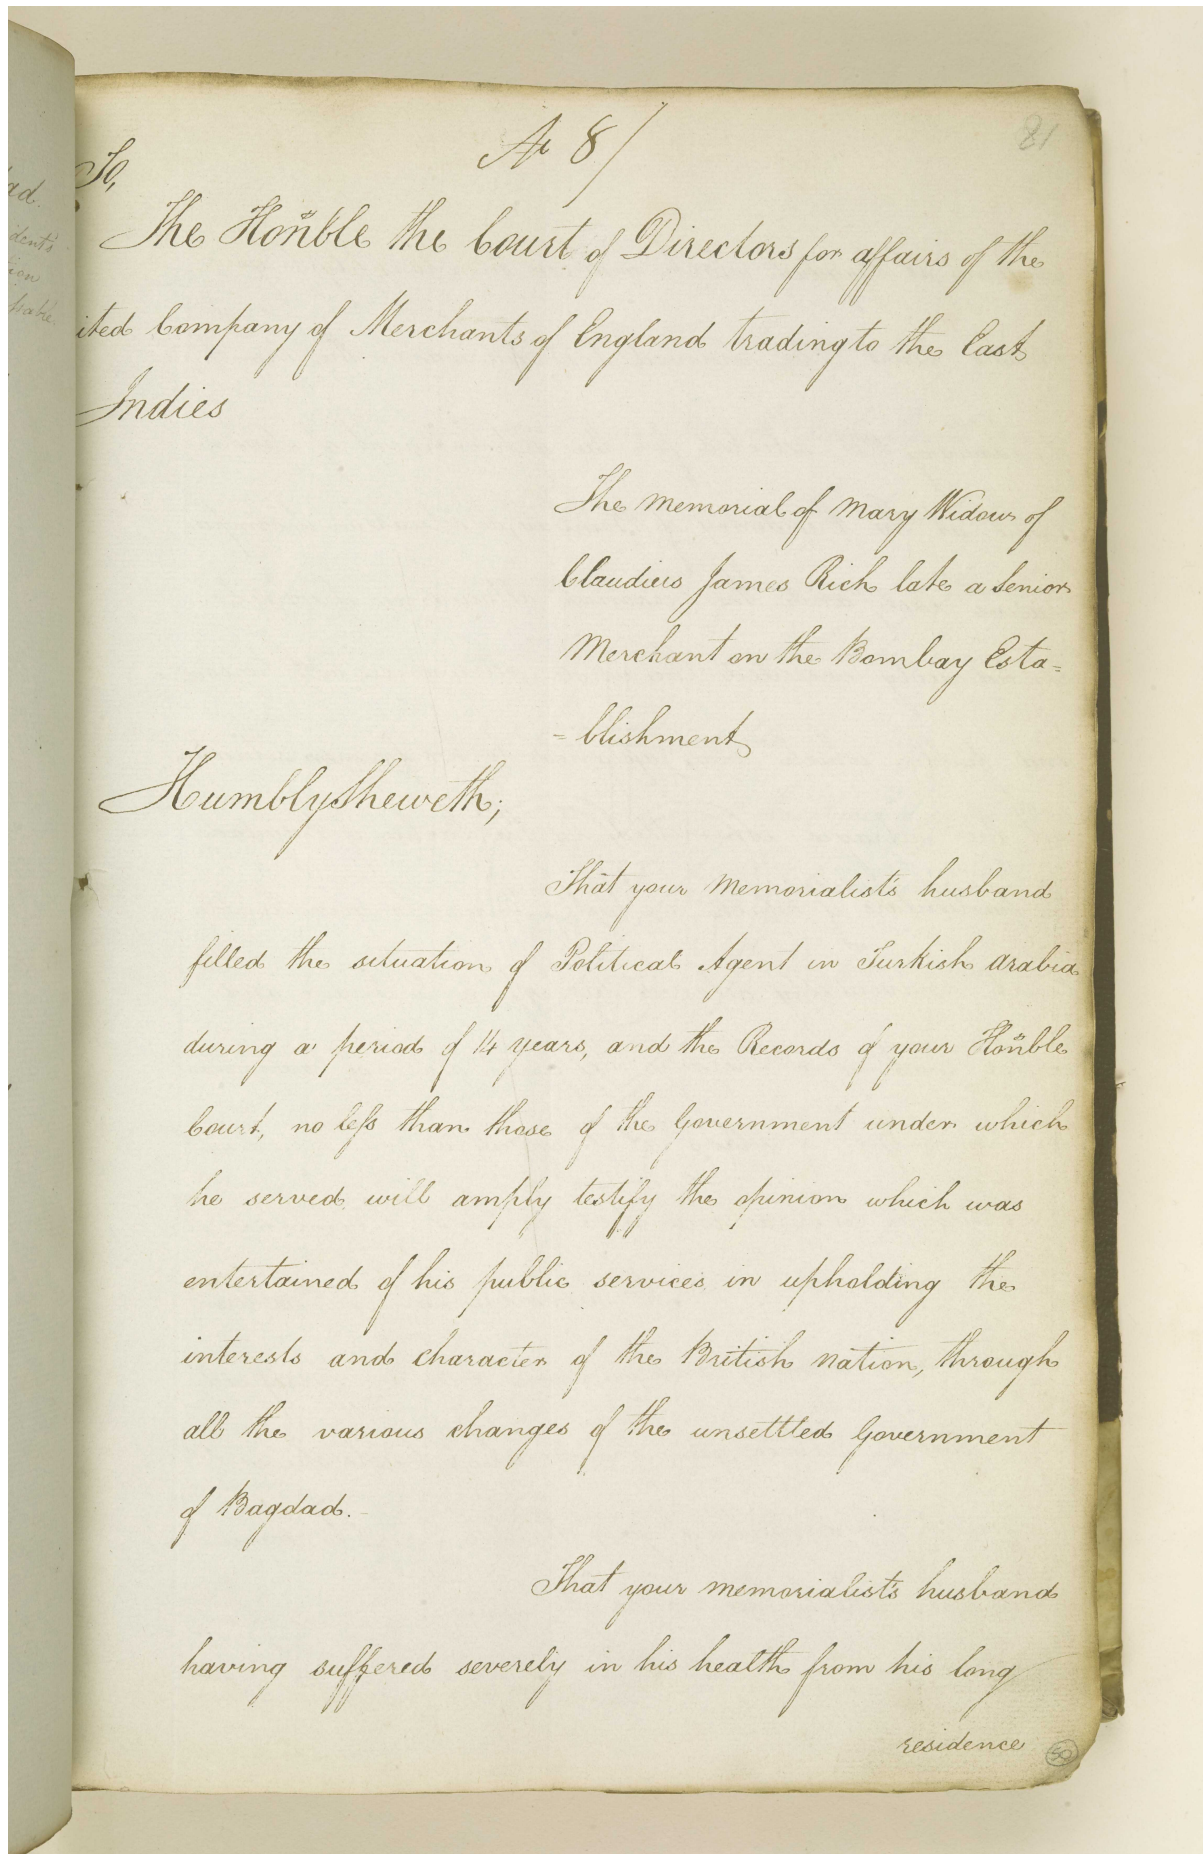 81
No 8/
To,
The Honble the Court of Directors for affairs of the
ited Company of Merchants of England trading to the East
Indies
The memorial of Mary Widow of
Claudius James Rich late a Senior
Merchant on the Bombay Esta=
=blishment
Humbly Sheweth;
That your memorialist's husband
filled the situation of Political Agent in Turkish Arabia
during a period of 14 years, and the Records of your Honble
Court, no less than those of the Government under which
he served will amply testify the opinion which was
entertained of his public services in upholding the
interests and character of the British nation, through
all the various changes of the unsettled Government
of Bagdad.
That your memorialist's husband
having suffered severely in his health from his long
residence